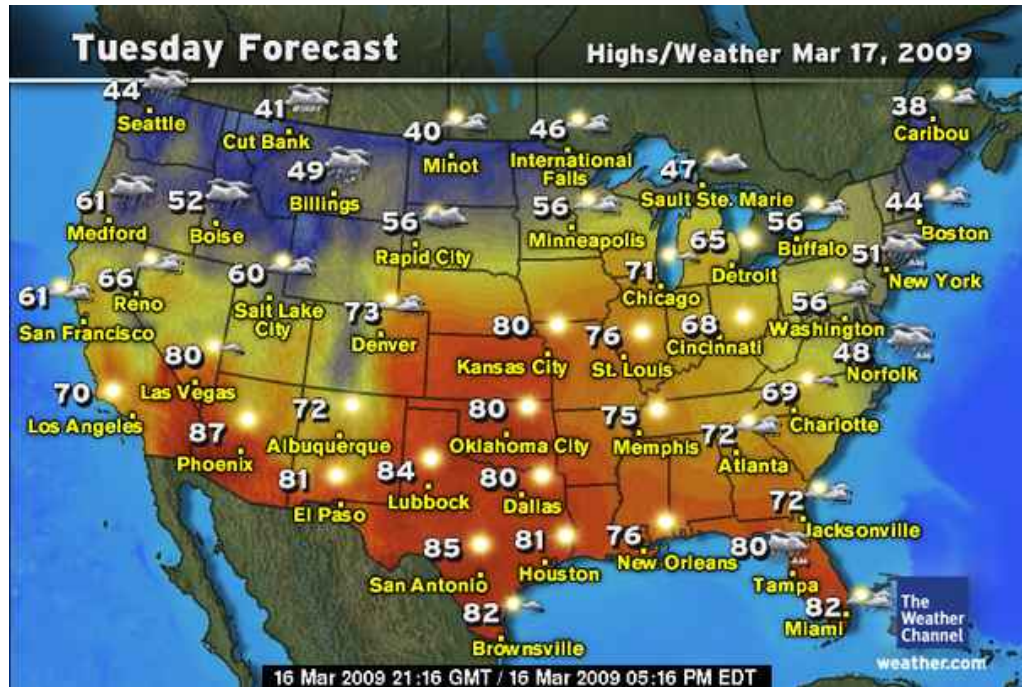 Tuesday Forecast
Highs/Weather Mar 17, 2009
44
Seattle
41
Cut Bank
40
Minot
46
International
Falls
38
Caribou
49
Billings
47
Sault Ste. Marie
61
Medford
52
Boise
56
Rapid City
56
Minneapolis
65
Detroit
56
Buffalo
44
Boston
51
AM
New York
66
Reno
60
Salt Lake
City
61
San Francisco
73
Denver
71
Chicago
80
Kansas City
76
St. Louis
68
Cincinnati
56
Washington
48
AM
Norfolk
80
Las Vegas
70
Los Angeles
87
Phoenix
72
Albuquerque
80
Oklahoma City
75
Memphis
69
Charlotte
72
Atlanta
81
El Paso
84
Lubbock
80
Dallas
72
Jacksonville
85
San Antonio
81
Houston
76
New Orleans
80
AM
Tampa
82
Brownsville
82
Miami
The
Weather
Channel
weather.com
16 Mar 2009 21:16 GMT / 16 Mar 2009 05:16 PM EDT